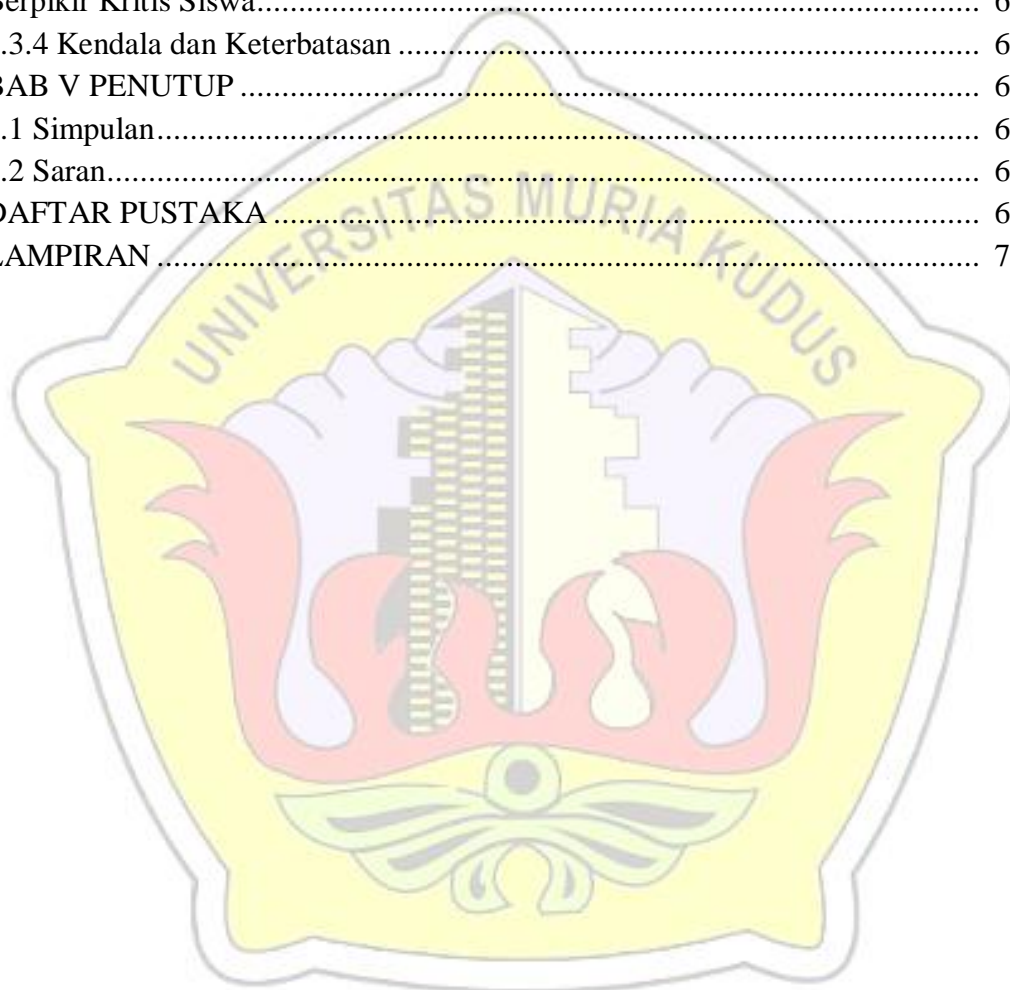 Berpikir Kritis Siswa.......................................................................................... 6
.3.4 Kendala dan Keterbatasan ....................................................................... 6
BAB V PENUTUP .......................................................................................... 6
.1 Simpulan.................................................................................................... 6
.2 Saran.......................................................................................................... 6
DAFTAR PUSTAKA ...................................................................................... 6
LAMPIRAN .................................................................................................... 7
UNIVERSITAS MURIA KUDUS